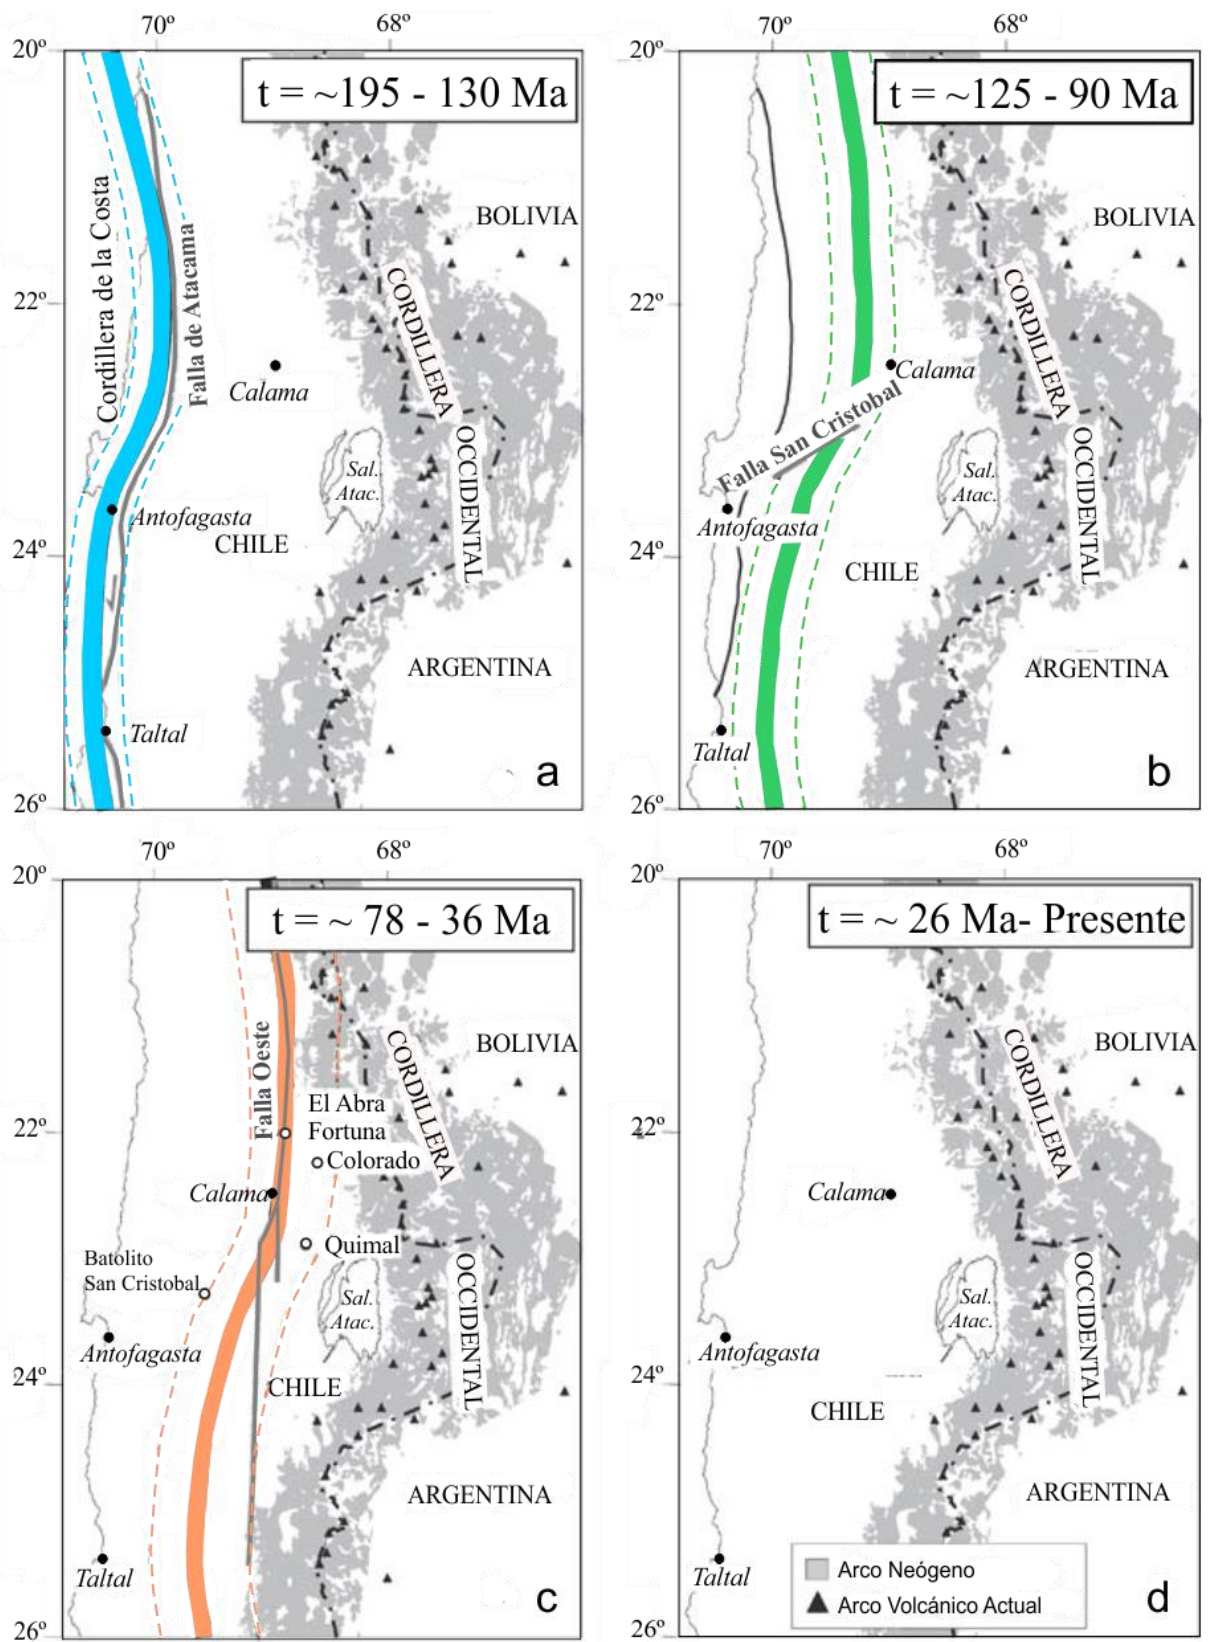 70º 68º
20º
t = ~195 - 130 Ma
BOLIVIA
Cordillera de la Costa
Falla de Atacama
22º
CORDILLERA
Calama
OCCIDENTAL
Sal.
Atac.
Antofagasta
CHILE
24º
ARGENTINA
Taltal
a
26º
70º 68º
20º
t = ~125 - 90 Ma
BOLIVIA
22º
CORDILLERA
Calama
Falla San Cristobal
OCCIDENTAL
Sal.
Atac.
Antofagasta
24º
CHILE
ARGENTINA
Taltal
b
26º
70º 68º
20º
t = ~ 78 - 36 Ma
BOLIVIA
Falla Oeste
CORDILLERA
El Abra
22º
Fortuna
Colorado
Calama
Quimal
Batolito
San Cristobal
OCCIDENTAL
Sal.
Atac.
Antofagasta
24º
CHILE
ARGENTINA
Taltal
c
26º
70º 68º
20º
t = ~ 26 Ma- Presente
BOLIVIA
CORDILLERA
22º
Calama
OCCIDENTAL
Sal.
Atac.
Antofagasta
24º
CHILE
ARGENTINA
Arco Neógeno
Taltal
Arco Volcánico Actual
d
26º